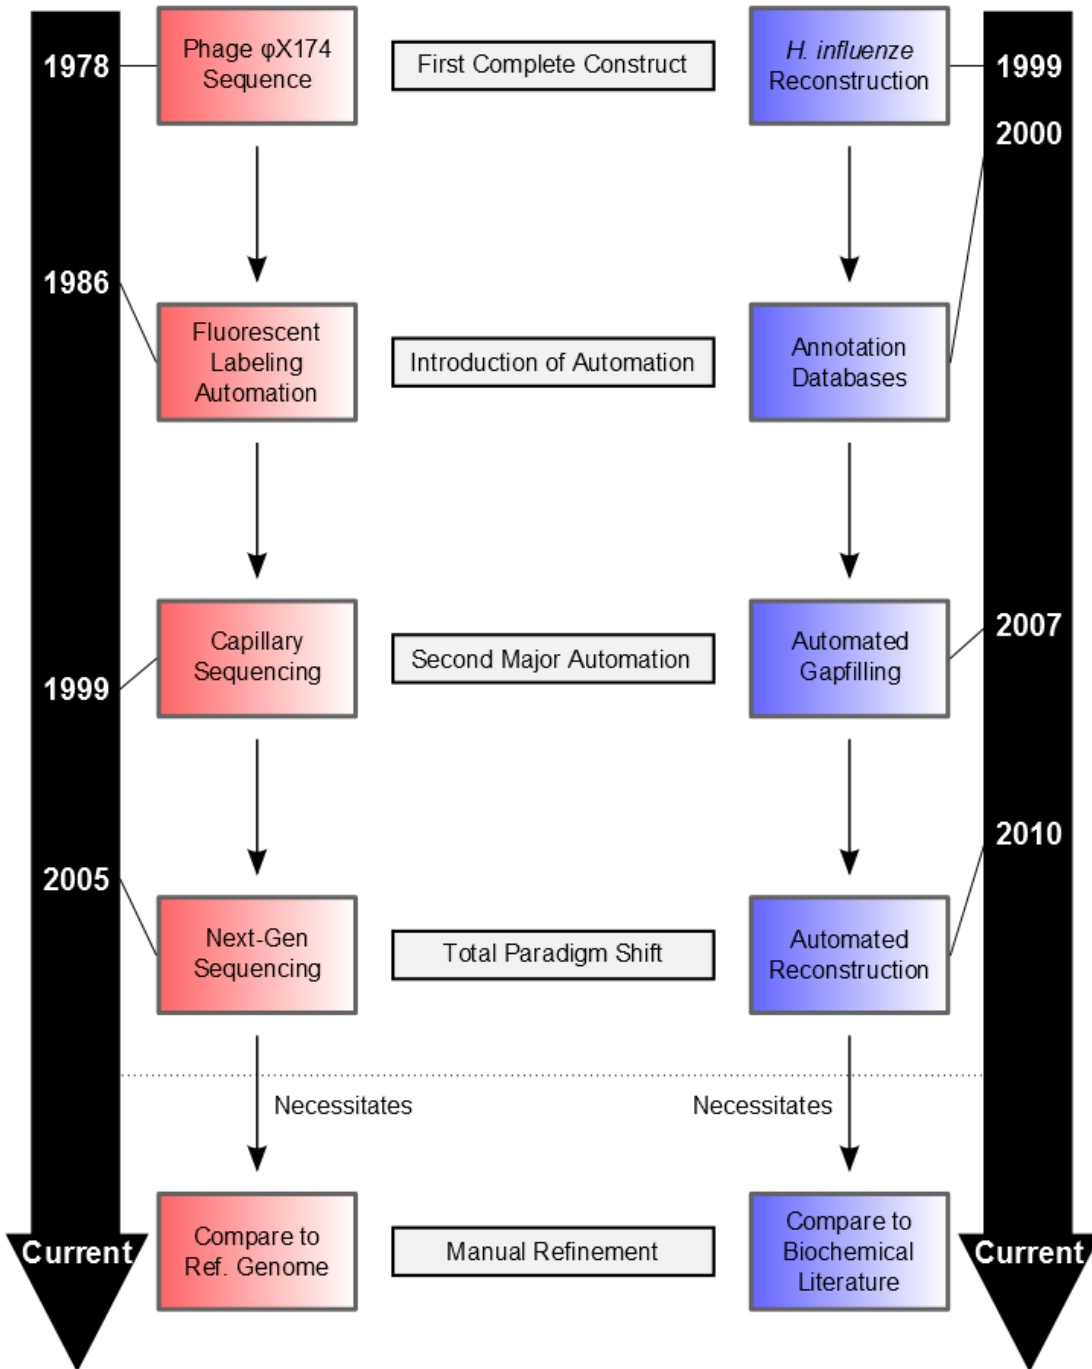 1978
Phage φX174
Sequence
First Complete Construct
H. influenze
Reconstruction
1999
2000
1986
Fluorescent
Labeling
Automation
Introduction of Automation
Annotation
Databases
Capillary
Sequencing
1999
Second Major Automation
Automated
Gapfilling
2007
2005
Next-Gen
Sequencing
Total Paradigm Shift
Automated
Reconstruction
2010
Necessitates
Necessitates
Current
Compare to
Ref. Genome
Manual Refinement
Compare to
Biochemical
Literature
Current